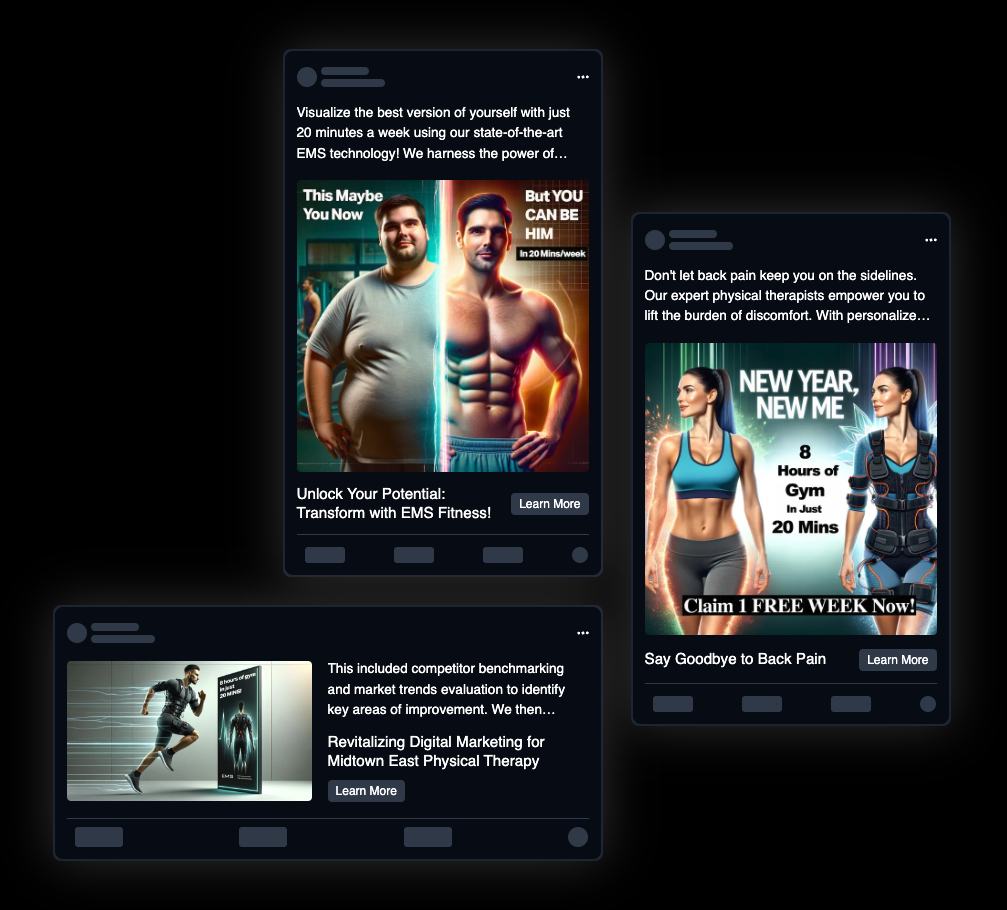 Visualize the best version of yourself with just
20 minutes a week using our state-of-the-art
EMS technology! We harness the power of...
This Maybe
You Now
But YOU
CAN BE
HIM
In 20 Mins/week
Unlock Your Potential:
Transform with EMS Fitness!
Learn More
Don't let back pain keep you on the sidelines.
Our expert physical therapists empower you to
lift the burden of discomfort. With personalize...
NEW YEAR,
NEW ME
8
Hours of
Gym
In Just
20 Mins
Claim 1 FREE WEEK Now!
Say Goodbye to Back Pain
Learn More
8 hours of gym
in just
20 MINS!
EMS
This included competitor benchmarking
and market trends evaluation to identify
key areas of improvement. We then...
Revitalizing Digital Marketing for
Midtown East Physical Therapy
Learn More